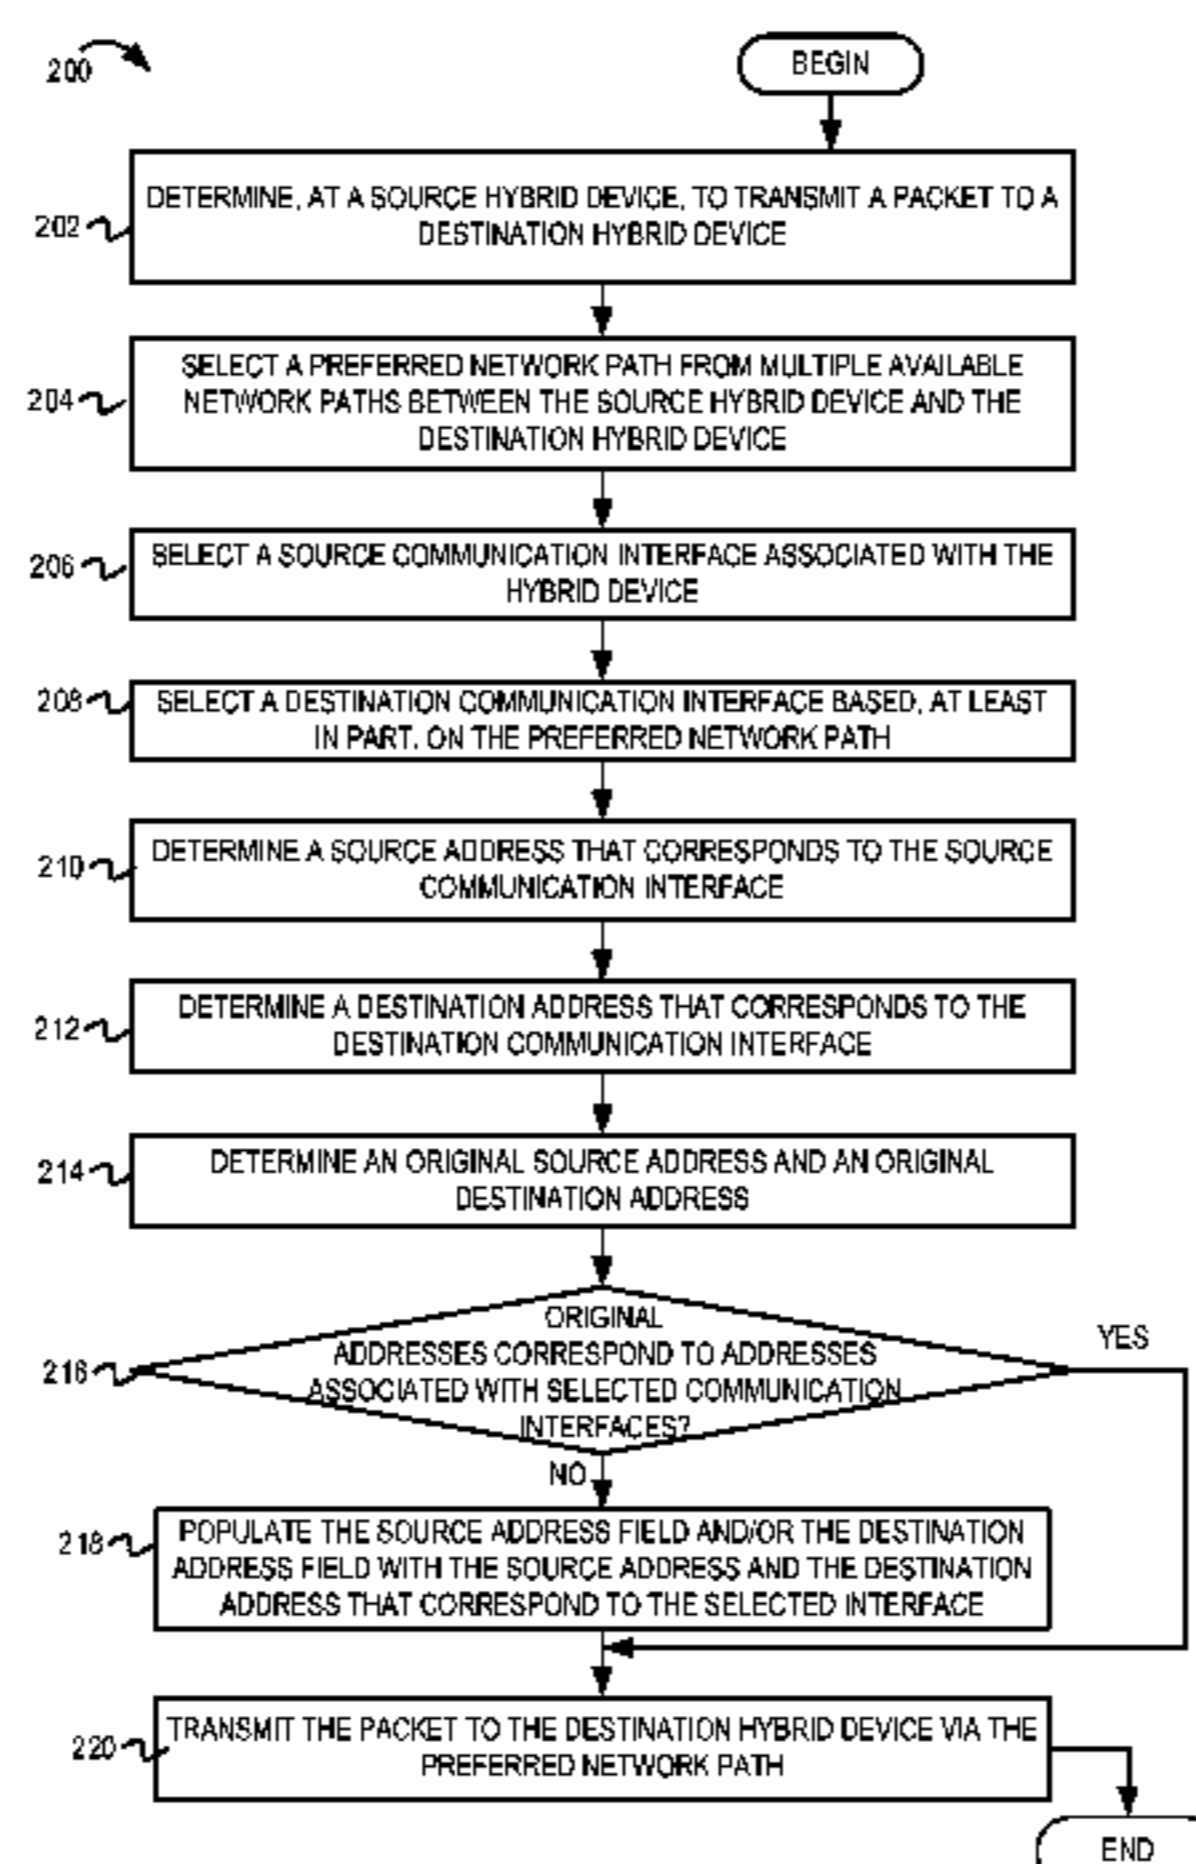 200
BEGIN
202
DETERMINE, AT A SOURCE HYBRID DEVICE, TO TRANSMIT A PACKET TO A
DESTINATION HYBRID DEVICE
204
SELECT A PREFERRED NETWORK PATH FROM MULTIPLE AVAILABLE
NETWORK PATHS BETWEEN THE SOURCE HYBRID DEVICE AND THE
DESTINATION HYBRID DEVICE
206
SELECT A SOURCE COMMUNICATION INTERFACE ASSOCIATED WITH THE
HYBRID DEVICE
208
SELECT A DESTINATION COMMUNICATION INTERFACE BASED, AT LEAST
IN PART, ON THE PREFERRED NETWORK PATH
210
DETERMINE A SOURCE ADDRESS THAT CORRESPONDS TO THE SOURCE
COMMUNICATION INTERFACE
212
DETERMINE A DESTINATION ADDRESS THAT CORRESPONDS TO THE
DESTINATION COMMUNICATION INTERFACE
214
DETERMINE AN ORIGINAL SOURCE ADDRESS AND AN ORIGINAL
DESTINATION ADDRESS
216
ORIGINAL
ADDRESSES CORRESPOND TO ADDRESSES
ASSOCIATED WITH SELECTED COMMUNICATION
INTERFACES?
YES
NO
218
POPULATE THE SOURCE ADDRESS FIELD AND/OR THE DESTINATION
ADDRESS FIELD WITH THE SOURCE ADDRESS AND THE DESTINATION
ADDRESS THAT CORRESPOND TO THE SELECTED INTERFACE
220
TRANSMIT THE PACKET TO THE DESTINATION HYBRID DEVICE VIA THE
PREFERRED NETWORK PATH
END